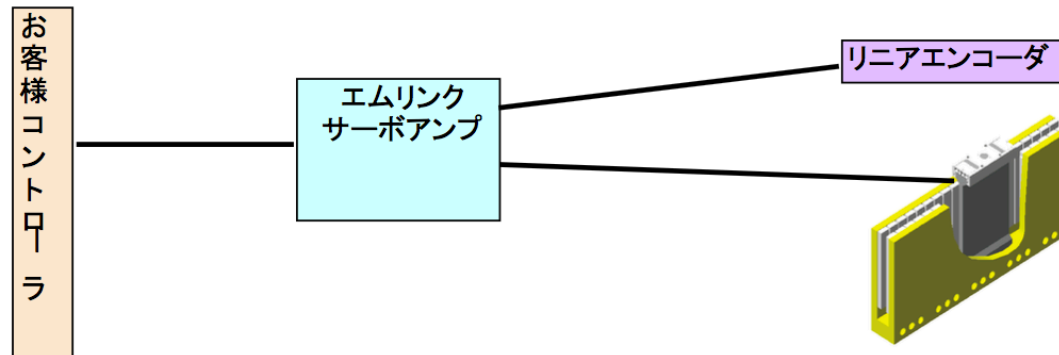 お客様コントローラ
エムリンク
サーボアンプ
リニアエンコーダ